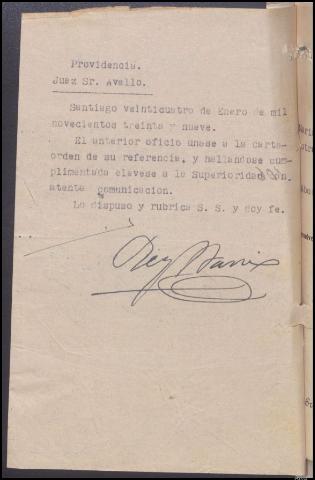 Providencia.
Juez Sr. Avello.
Santiago veinticuatro de Enero de mil
novecientos treinta y nueve.
El anterior oficio unase a la carta-
orden de su referencia, y hallandose cum-
plimentada elevese a la Superioridad con
atenta comunicacion.
Lo dispuso y rubrica S. S. y doy fe.